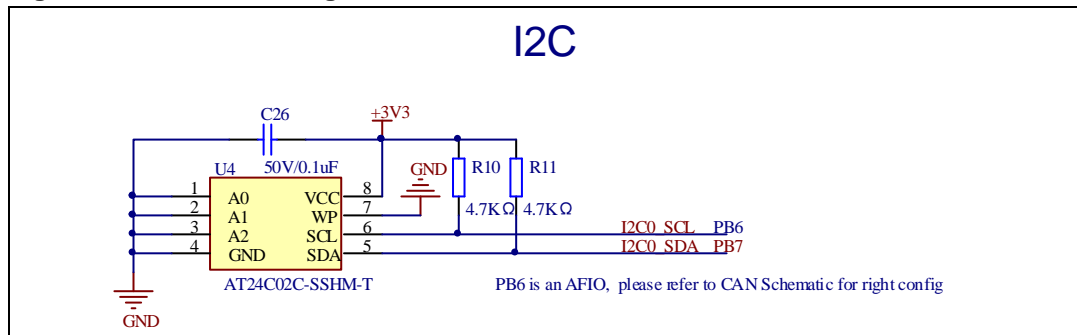 I2C
+3V3
C26
50V/0.1uF
U4
GND
R10
R11
4.7KΩ
4.7KΩ
1
2
3
4
A0
A1
A2
GND
VCC
WP
SCL
SDA
8
7
6
5
I2C0_SCL PB6
I2C0_SDA PB7
AT24C02C-SSHM-T
PB6 is an AFIO, please refer to CAN Schematic for right config
GND